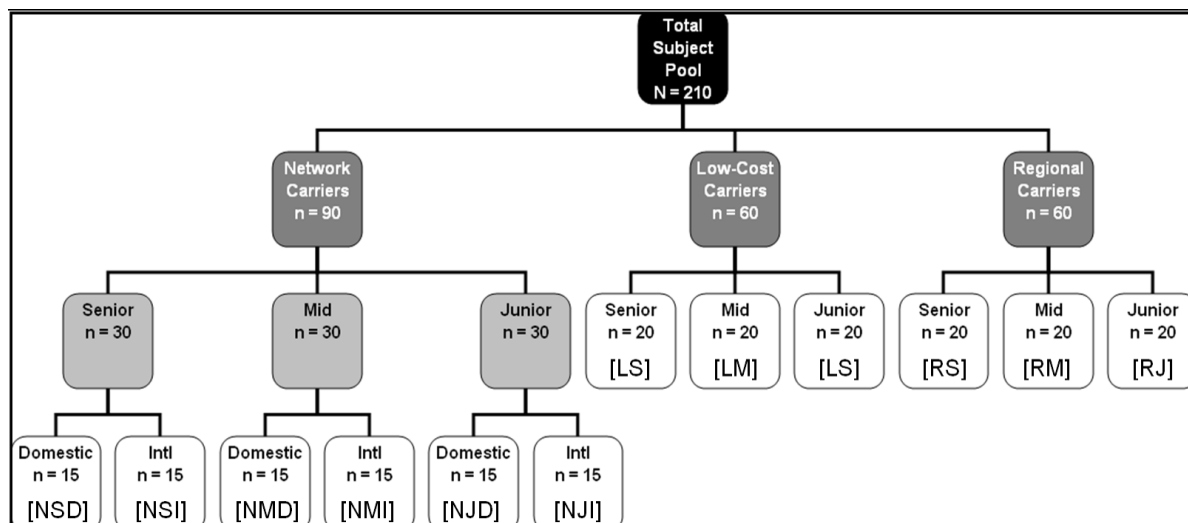 Total
Subject
Pool
N = 210
Network
Carriers
n = 90
Low-Cost
Carriers
n = 60
Regional
Carriers
n = 60
Senior
n = 30
Mid
n = 30
Junior
n = 30
Senior
n = 20
[LS]
Mid
n = 20
[LM]
Junior
n = 20
[LS]
Senior
n = 20
[RS]
Mid
n = 20
[RM]
Junior
n = 20
[RJ]
Domestic
n = 15
[NSD]
Intl
n = 15
[NSI]
Domestic
n = 15
[NMD]
Intl
n = 15
[NMI]
Domestic
n = 15
[NJD]
Intl
n = 15
[NJI]